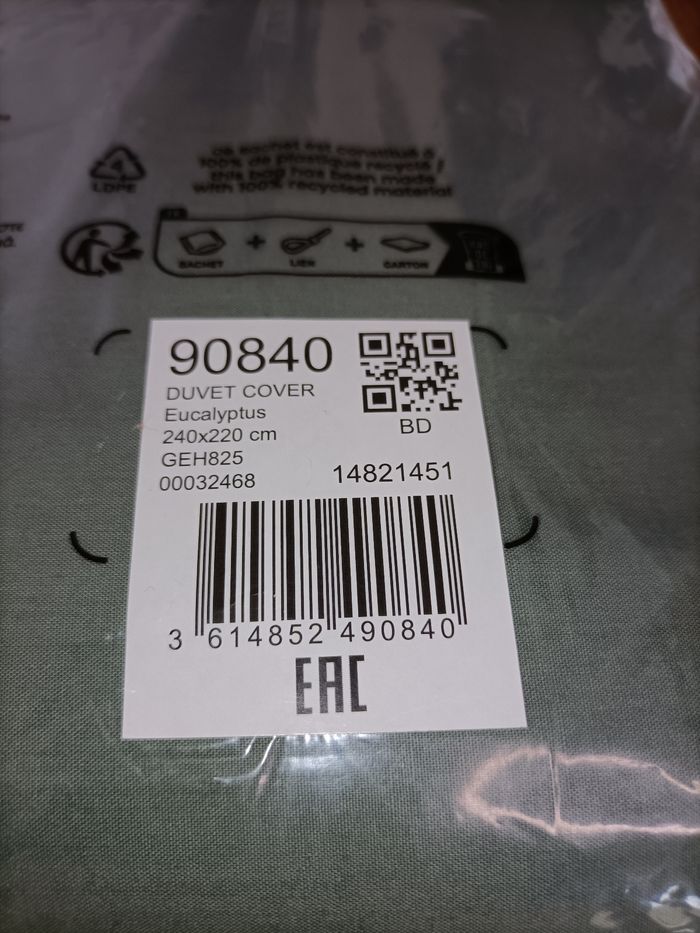 LDPE
ce sachet est constitué à
100% de plastique recyclé /
this bag has been made
with 100% recycled material
FR
SACHET + LIEN + CARTON
90840
DUVET COVER
Eucalyptus
240x220 cm
GEH825
00032468
BD
14821451
3 614852 490840
EAC